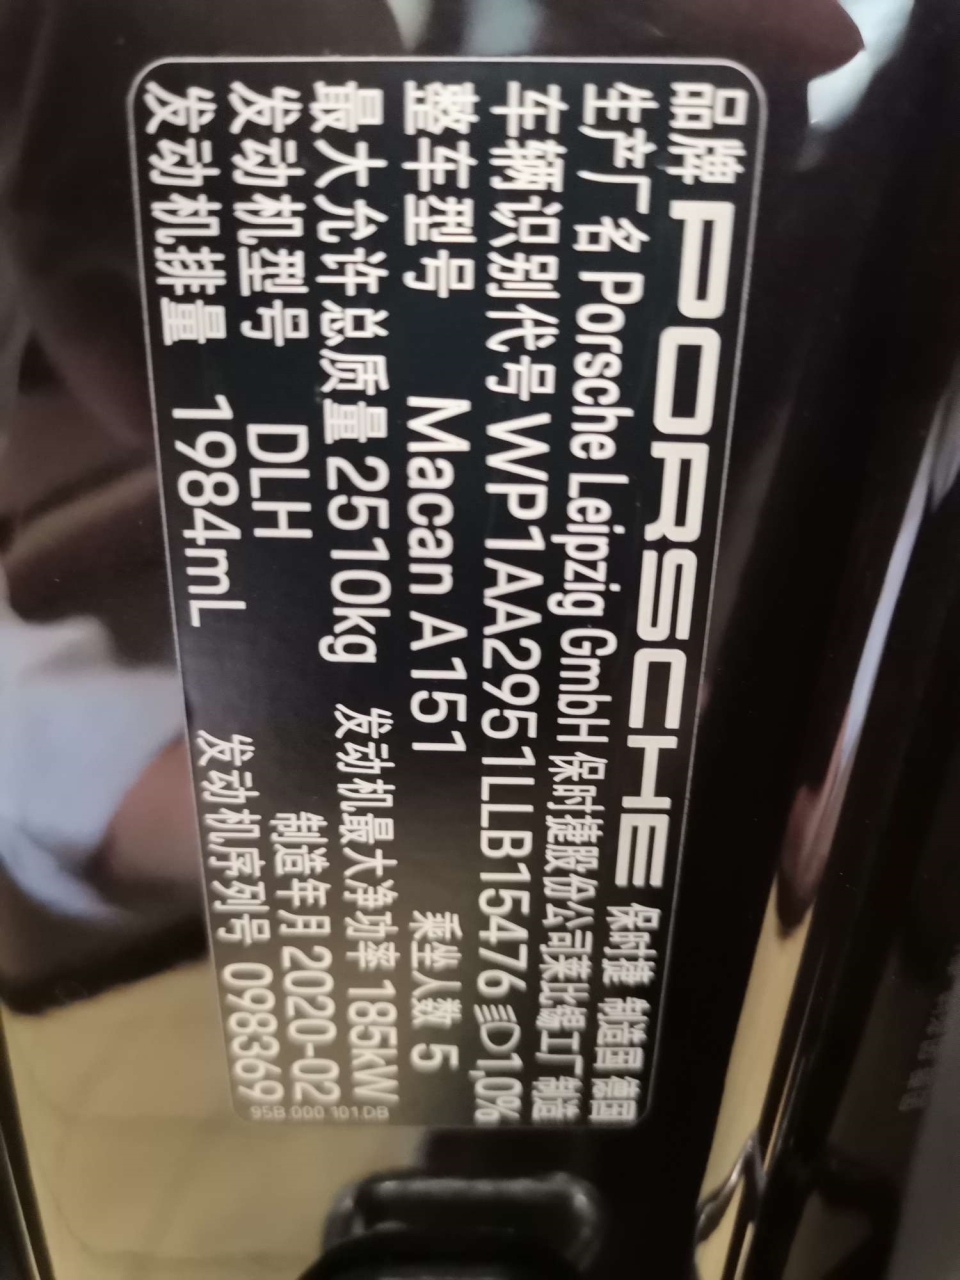 品牌 PORSCHE 保时捷 制造国 德国
生产厂名 Porsche Leipzig GmbH 保时捷股份公司莱比锡工厂 制造
车辆识别代号 WP1AA2951LLB15476 1,0%
整车型号 Macan A151 乘坐人数 5
最大允许总质量 2510kg 发动机最大净功率 185kW
发动机型号 DLH 制造年月 2020-02
发动机排量 1984mL 发动机序列号 098369
95B.000.101.DB